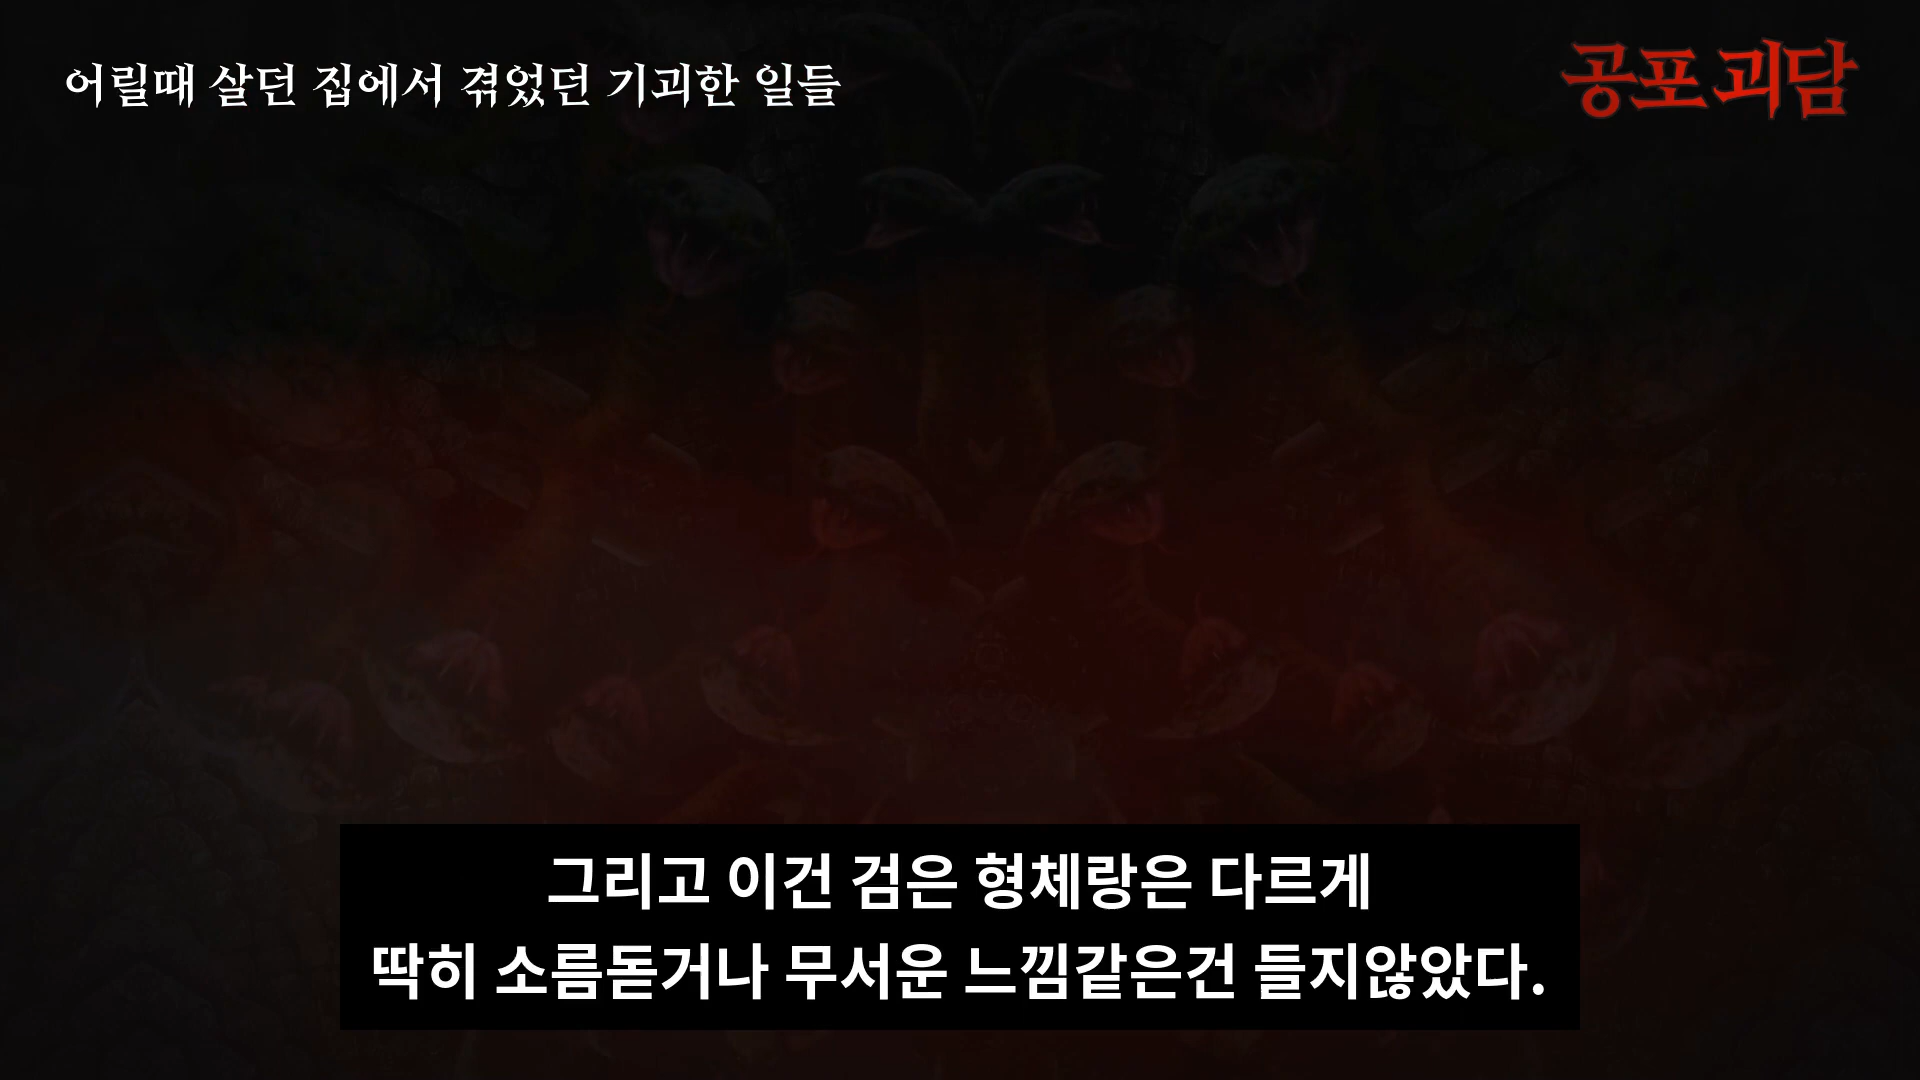 어릴때 살던 집에서 겪었던 기괴한 일들
공포 괴담
그리고 이건 검은 형체랑은 다르게
딱히 소름돋거나 무서운 느낌같은건 들지않았다.